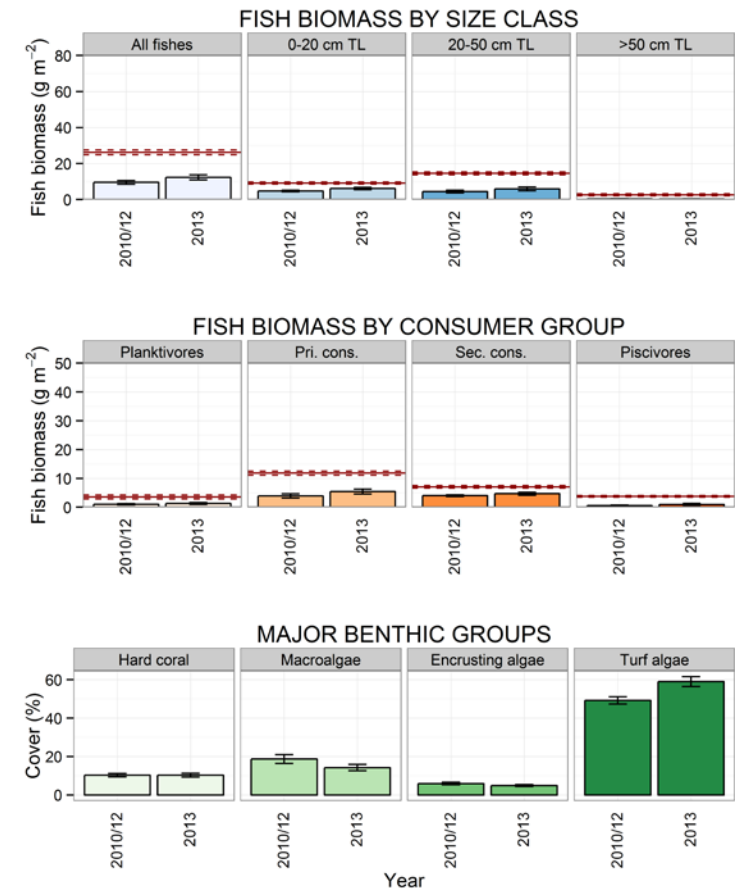 FISH BIOMASS BY SIZE CLASS
All fishes 0-20 cm TL 20-50 cm TL >50 cm TL
Fish biomass (g m⁻²)
80
60
40
20
0
2010/12 2013 2010/12 2013 2010/12 2013 2010/12 2013
FISH BIOMASS BY CONSUMER GROUP
Planktivores Pri. cons. Sec. cons. Piscivores
Fish biomass (g m⁻²)
50
40
30
20
10
0
2010/12 2013 2010/12 2013 2010/12 2013 2010/12 2013
MAJOR BENTHIC GROUPS
Hard coral Macroalgae Encrusting algae Turf algae
Cover (%)
60
40
20
0
2010/12 2013 2010/12 2013 2010/12 2013 2010/12 2013
Year